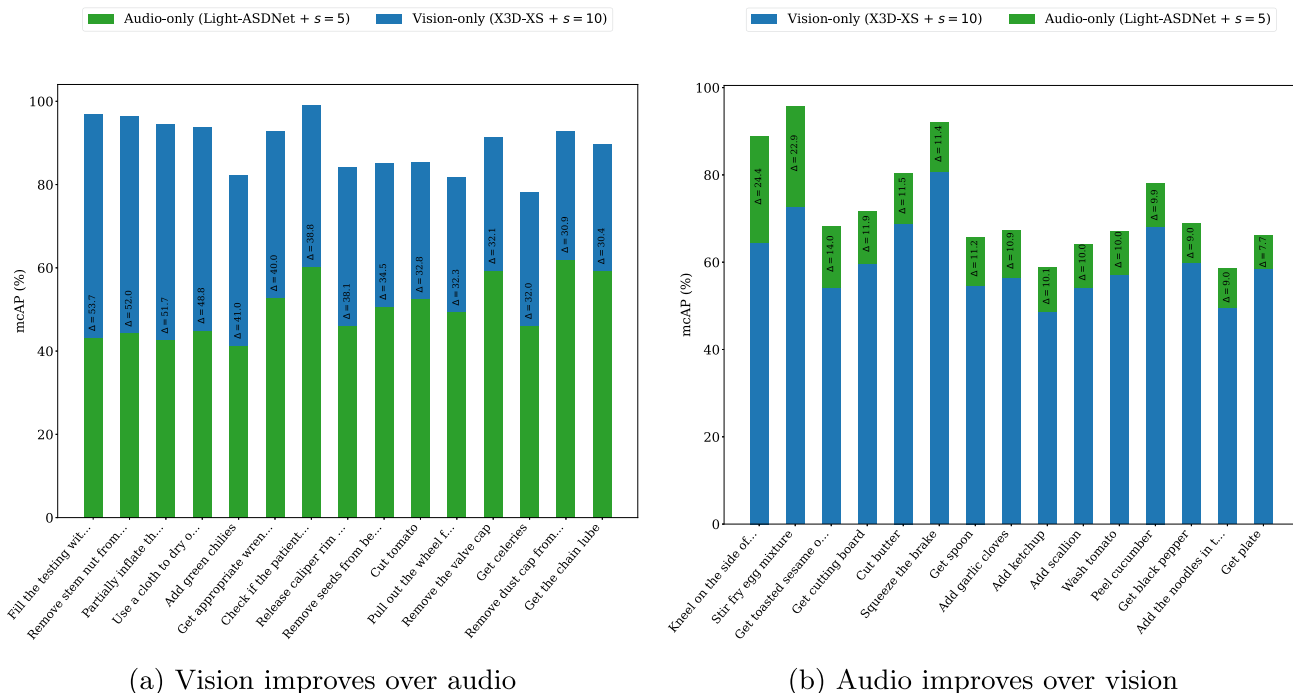 Audio-only (Light-ASDNet + s = 5)
Vision-only (X3D-XS + s = 10)
mcAP (%)
100
80
60
40
20
0
Δ = 53.7
Δ = 52.0
Δ = 51.7
Δ = 48.8
Δ = 41.0
Δ = 40.0
Δ = 38.8
Δ = 38.1
Δ = 34.5
Δ = 32.8
Δ = 32.3
Δ = 32.1
Δ = 32.0
Δ = 30.9
Δ = 30.4
Fill the testing wit...
Remove stem nut from...
Partially inflate th...
Use a cloth to dry o...
Add green chilies
Get appropriate wren...
Check if the patient...
Release caliper rim ...
Remove seeds from be...
Cut tomato
Pull out the wheel f...
Remove the valve cap
Get celeries
Remove dust cap from...
Get the chain lube
(a) Vision improves over audio
Vision-only (X3D-XS + s = 10)
Audio-only (Light-ASDNet + s = 5)
mcAP (%)
100
80
60
40
20
0
Δ = 24.4
Δ = 22.9
Δ = 14.0
Δ = 11.9
Δ = 11.5
Δ = 11.4
Δ = 11.2
Δ = 10.9
Δ = 10.1
Δ = 10.0
Δ = 10.0
Δ = 9.9
Δ = 9.0
Δ = 9.0
Δ = 7.7
Kneel on the side of...
Stir fry egg mixture
Get toasted sesame o...
Get cutting board
Cut butter
Squeeze the brake
Get spoon
Add garlic cloves
Add ketchup
Add scallion
Wash tomato
Peel cucumber
Get black pepper
Add the noodles in t...
Get plate
(b) Audio improves over vision